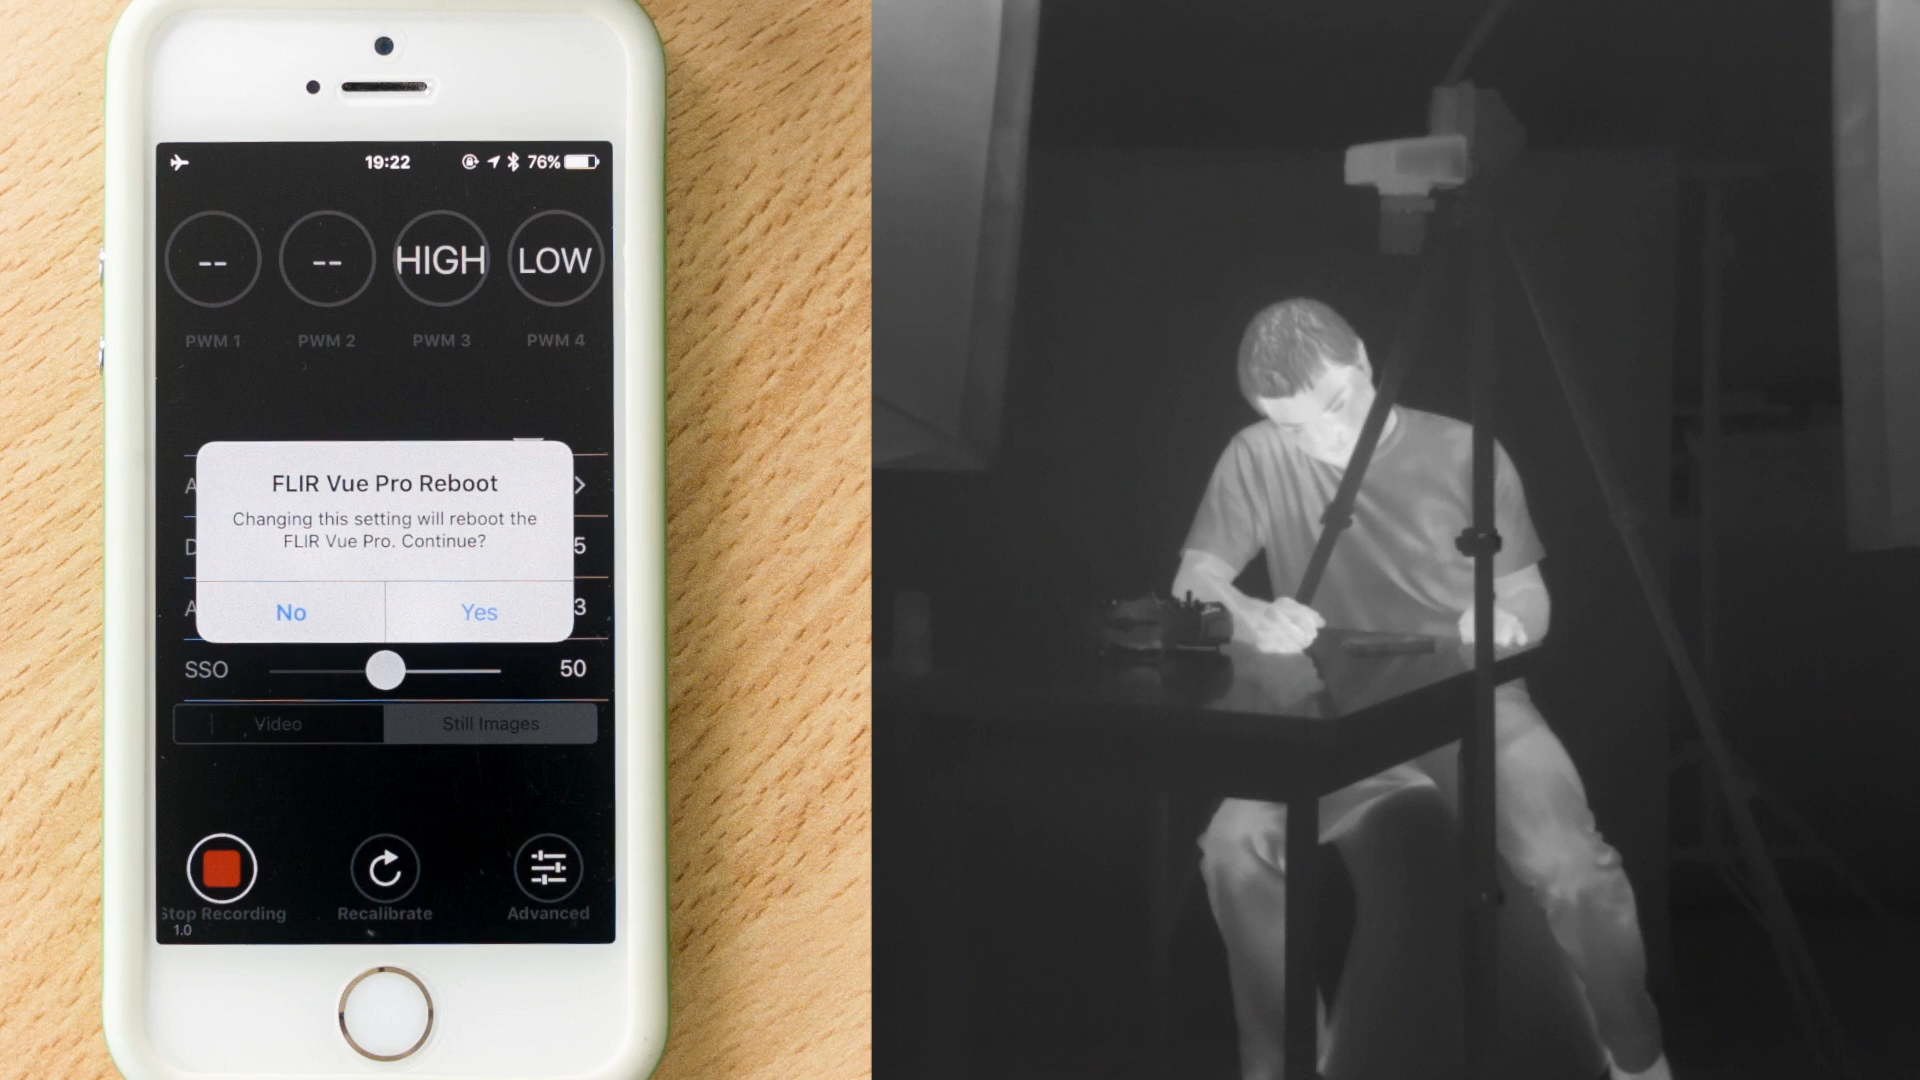 19:22 76%
-- -- HIGH LOW
PWM 1 PWM 2 PWM 3 PWM 4
FLIR Vue Pro Reboot
Changing this setting will reboot the
FLIR Vue Pro. Continue?
No Yes
A
D 5
A 3
SSO 50
Video Still Images
Stop Recording Recalibrate Advanced
1.0